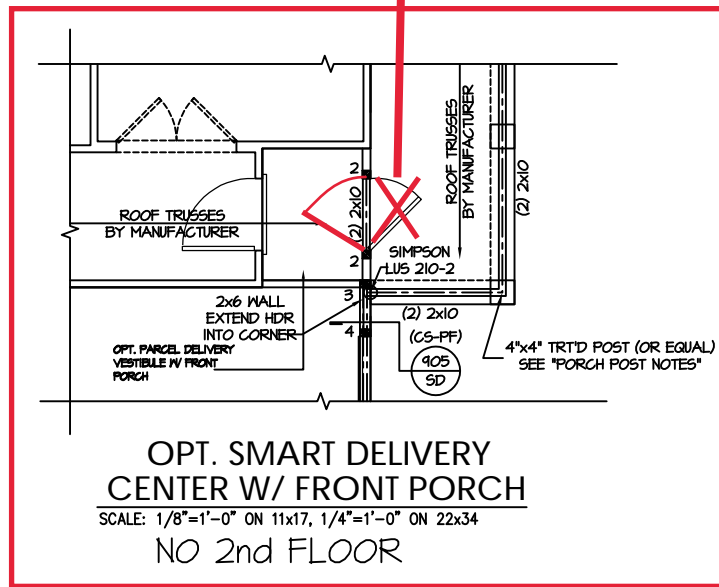 ROOF TRUSSES
BY MANUFACTURER
2
(2) 2x10
2
ROOF TRUSSES
BY MANUFACTURER
(2) 2x10
SIMPSON
LUS 210-2
2x6 WALL
EXTEND HDR
INTO CORNER
3
4
OPT. PARCEL DELIVERY
VESTIBULE W/ FRONT
PORCH
(2) 2x10
(CS-PF)
905
SD
4"x4" TRT'D POST (OR EQUAL)
SEE "PORCH POST NOTES"
OPT. SMART DELIVERY
CENTER W/ FRONT PORCH
SCALE: 1/8"=1'-0" ON 11x17, 1/4"=1'-0" ON 22x34
NO 2nd FLOOR